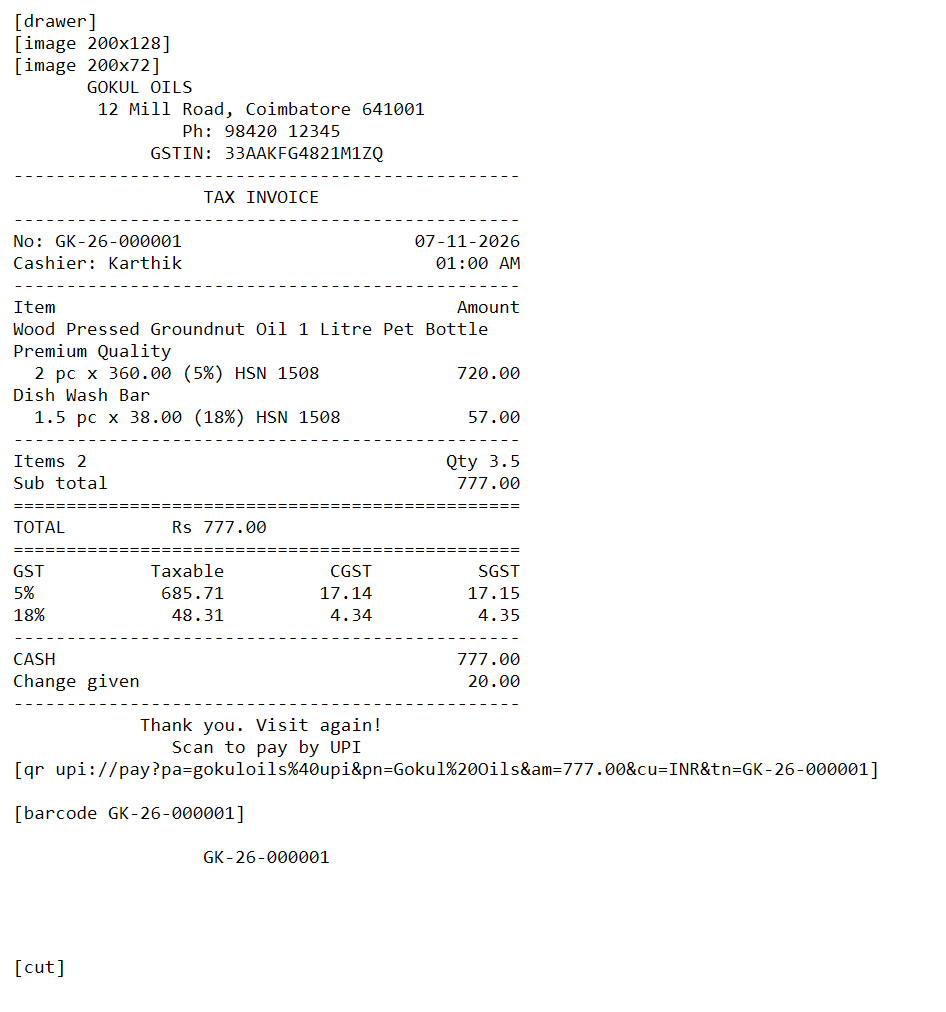 [drawer]
[image 200x128]
[image 200x72]
GOKUL OILS
12 Mill Road, Coimbatore 641001
Ph: 98420 12345
GSTIN: 33AAKFG4821M1ZQ
------------------------------------------------
TAX INVOICE
------------------------------------------------
No: GK-26-000001 07-11-2026
Cashier: Karthik 01:00 AM
------------------------------------------------
Item Amount
Wood Pressed Groundnut Oil 1 Litre Pet Bottle
Premium Quality
2 pc x 360.00 (5%) HSN 1508 720.00
Dish Wash Bar
1.5 pc x 38.00 (18%) HSN 1508 57.00
------------------------------------------------
Items 2 Qty 3.5
Sub total 777.00
================================================
TOTAL Rs 777.00
================================================
GST Taxable CGST SGST
5% 685.71 17.14 17.15
18% 48.31 4.34 4.35
------------------------------------------------
CASH 777.00
Change given 20.00
------------------------------------------------
Thank you. Visit again!
Scan to pay by UPI
[qr upi://pay?pa=gokuloils%40upi&pn=Gokul%20Oils&am=777.00&cu=INR&tn=GK-26-000001]
[barcode GK-26-000001]
GK-26-000001
[cut]